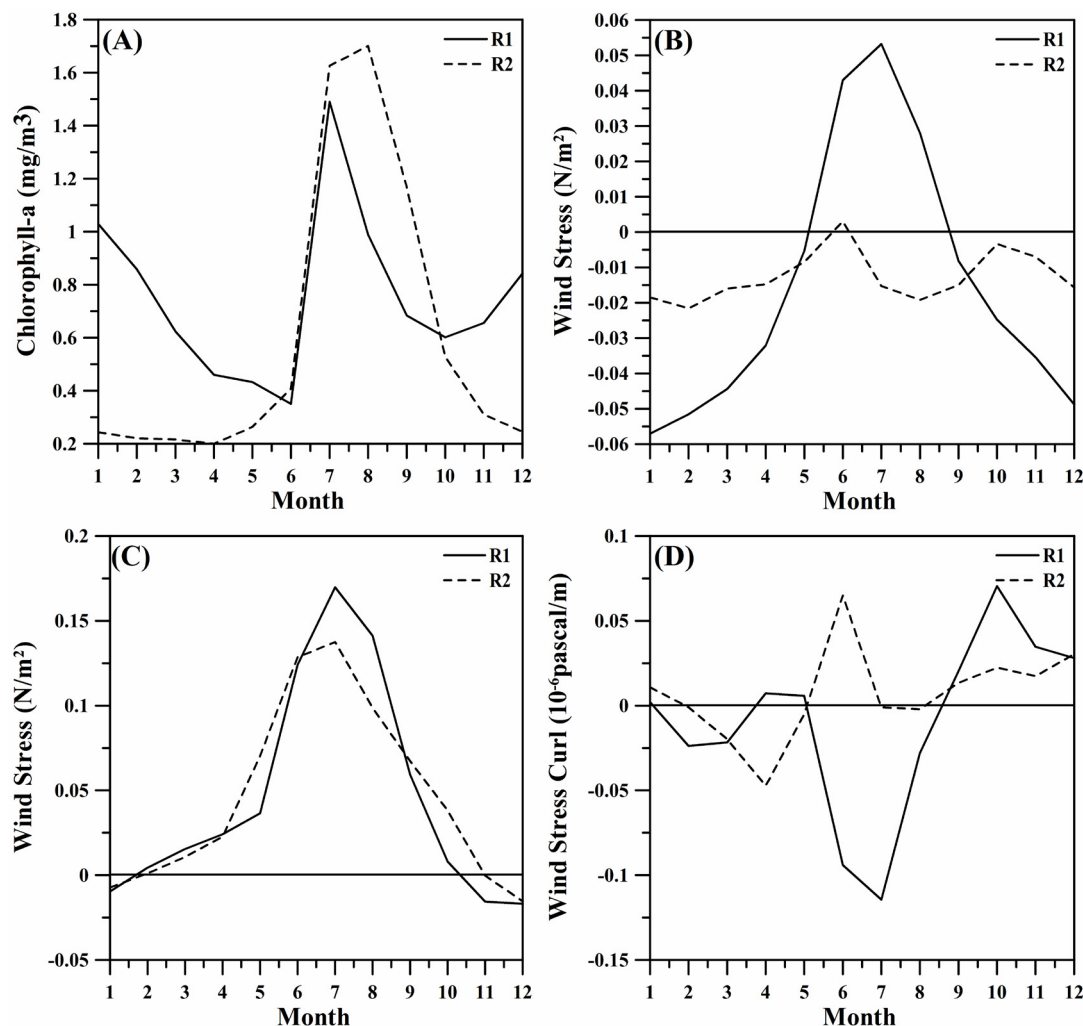 (A)
R1
R2
Chlorophyll-a (mg/m3)
1.8
1.6
1.4
1.2
1
0.8
0.6
0.4
0.2
1 2 3 4 5 6 7 8 9 10 11 12
Month
(B)
R1
R2
Wind Stress (N/m²)
0.06
0.05
0.04
0.03
0.02
0.01
0
-0.01
-0.02
-0.03
-0.04
-0.05
-0.06
1 2 3 4 5 6 7 8 9 10 11 12
Month
(C)
R1
R2
Wind Stress (N/m²)
0.2
0.15
0.1
0.05
0
-0.05
1 2 3 4 5 6 7 8 9 10 11 12
Month
(D)
R1
R2
Wind Stress Curl (10⁻⁶pascal/m)
0.1
0.05
0
-0.05
-0.1
-0.15
1 2 3 4 5 6 7 8 9 10 11 12
Month